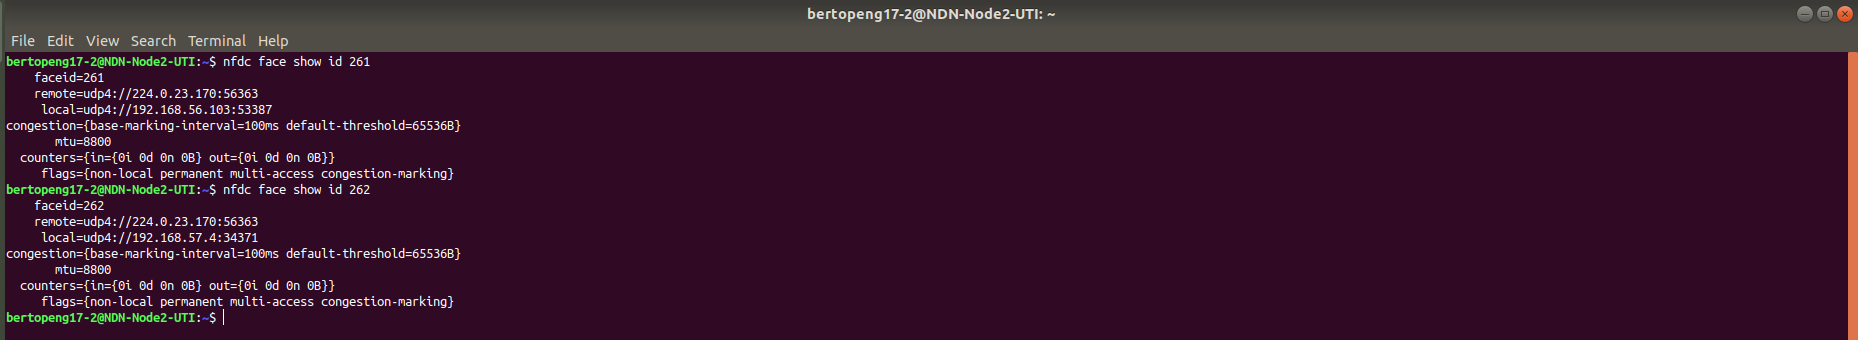 bertopeng17-2@NDN-Node2-UTI: ~
File Edit View Search Terminal Help
bertopeng17-2@NDN-Node2-UTI:~$ nfdc face show id 261
    faceid=261
    remote=udp4://224.0.23.170:56363
     local=udp4://192.168.56.103:53387
congestion={base-marking-interval=100ms default-threshold=65536B}
       mtu=8800
  counters={in={0i 0d 0n 0B} out={0i 0d 0n 0B}}
     flags={non-local permanent multi-access congestion-marking}
bertopeng17-2@NDN-Node2-UTI:~$ nfdc face show id 262
    faceid=262
    remote=udp4://224.0.23.170:56363
     local=udp4://192.168.57.4:34371
congestion={base-marking-interval=100ms default-threshold=65536B}
       mtu=8800
  counters={in={0i 0d 0n 0B} out={0i 0d 0n 0B}}
     flags={non-local permanent multi-access congestion-marking}
bertopeng17-2@NDN-Node2-UTI:~$